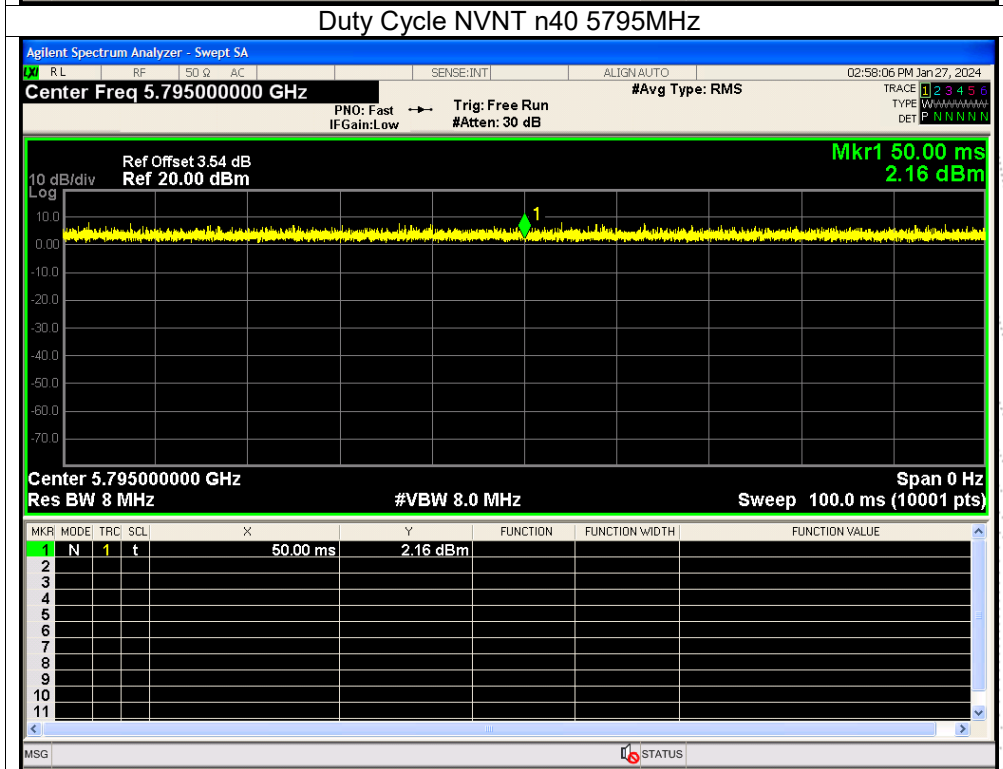 Duty Cycle NVNT n40 5795MHz
Agilent Spectrum Analyzer - Swept SA
LXI RL RF 50 Ω AC SENSE:INT ALIGN AUTO 02:58:06 PM Jan 27, 2024
Center Freq 5.795000000 GHz #Avg Type: RMS TRACE 1 2 3 4 5 6
PNO: Fast Trig: Free Run TYPE WWWWWW
IFGain:Low #Atten: 30 dB DET P N N N N N
Mkr1 50.00 ms
Ref Offset 3.54 dB
10 dB/div Ref 20.00 dBm 2.16 dBm
Log
10.0
1
0.00
-10.0
-20.0
-30.0
-40.0
-50.0
-60.0
-70.0
Center 5.795000000 GHz Span 0 Hz
Res BW 8 MHz #VBW 8.0 MHz Sweep 100.0 ms (10001 pts)
MKR MODE TRC SCL X Y FUNCTION FUNCTION WIDTH FUNCTION VALUE
1 N 1 t 50.00 ms 2.16 dBm
2
3
4
5
6
7
8
9
10
11
MSG STATUS